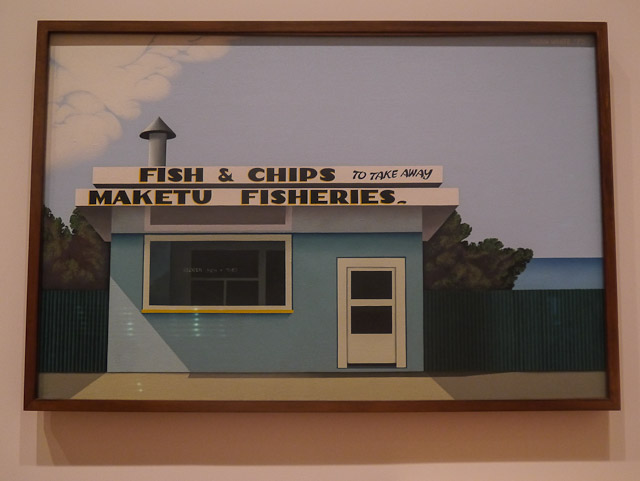 FISH & CHIPS TO TAKE AWAY
MAKETU FISHERIES